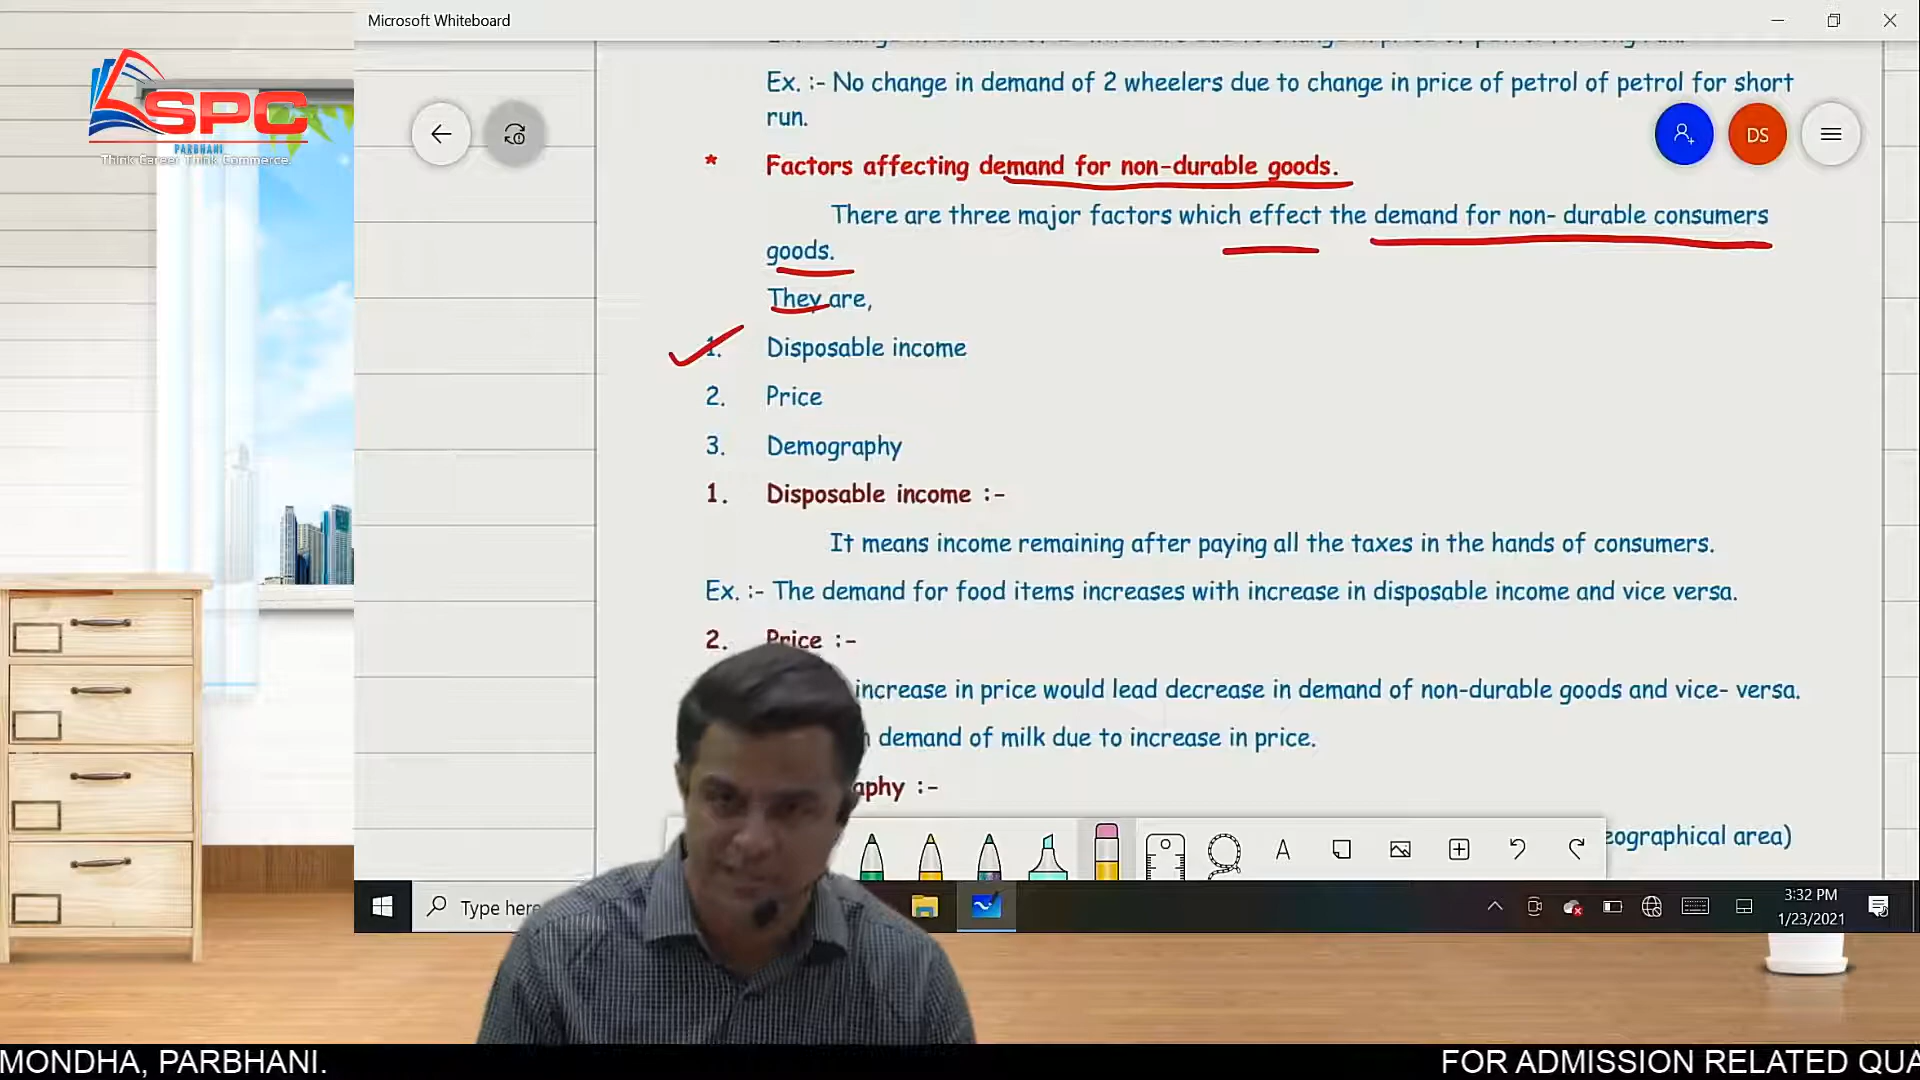 Microsoft Whiteboard
SPC
PARBHANI
Think Career Think Commerce.
Ex. :- No change in demand of 2 wheelers due to change in price of petrol of petrol for short
run.
DS
* Factors affecting demand for non-durable goods.
There are three major factors which effect the demand for non- durable consumers
goods.
They are,
1. Disposable income
2. Price
3. Demography
1. Disposable income :-
It means income remaining after paying all the taxes in the hands of consumers.
Ex. :- The demand for food items increases with increase in disposable income and vice versa.
2. Price :-
increase in price would lead decrease in demand of non-durable goods and vice- versa.
demand of milk due to increase in price.
aphy :-
eographical area)
Type here
3:32 PM
1/23/2021
MONDHA, PARBHANI.
FOR ADMISSION RELATED QUA